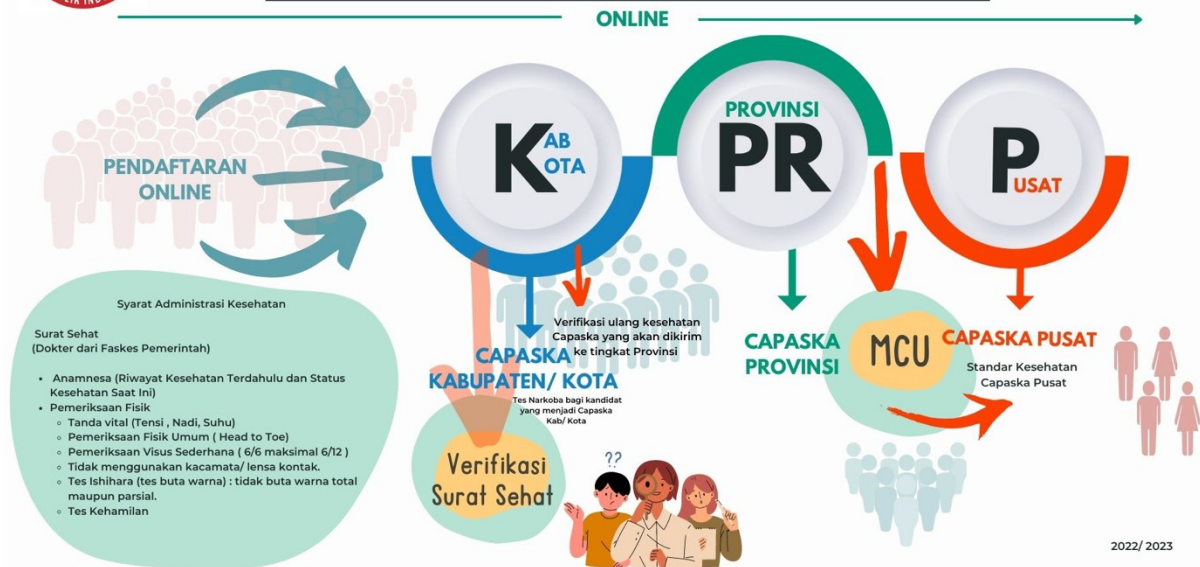 ONLINE
PENDAFTARAN
ONLINE
K AB
OTA
PROVINSI
PR
P USAT
Syarat Administrasi Kesehatan
Surat Sehat
(Dokter dari Faskes Pemerintah)
• Anamnesa (Riwayat Kesehatan Terdahulu dan Status
Kesehatan Saat Ini)
• Pemeriksaan Fisik
◦ Tanda vital (Tensi , Nadi, Suhu)
◦ Pemeriksaan Fisik Umum ( Head to Toe)
◦ Pemeriksaan Visus Sederhana ( 6/6 maksimal 6/12 )
◦ Tidak menggunakan kacamata/ lensa kontak.
◦ Tes Ishihara (tes buta warna) : tidak buta warna total
maupun parsial.
◦ Tes Kehamilan
Verifikasi ulang kesehatan
Capaska yang akan dikirim
ke tingkat Provinsi
CAPASKA
KABUPATEN/ KOTA
Tes Narkoba bagi kandidat
yang menjadi Capaska
Kab/ Kota
Verifikasi
Surat Sehat
??
CAPASKA
PROVINSI
MCU
CAPASKA PUSAT
Standar Kesehatan
Capaska Pusat
2022/ 2023